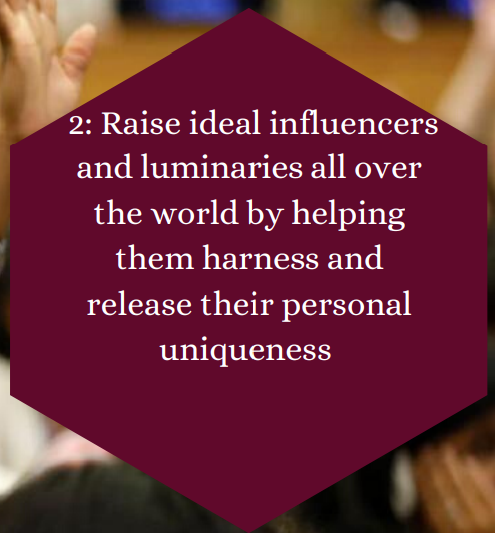 2: Raise ideal influencers
and luminaries all over
the world by helping
them harness and
release their personal
uniqueness